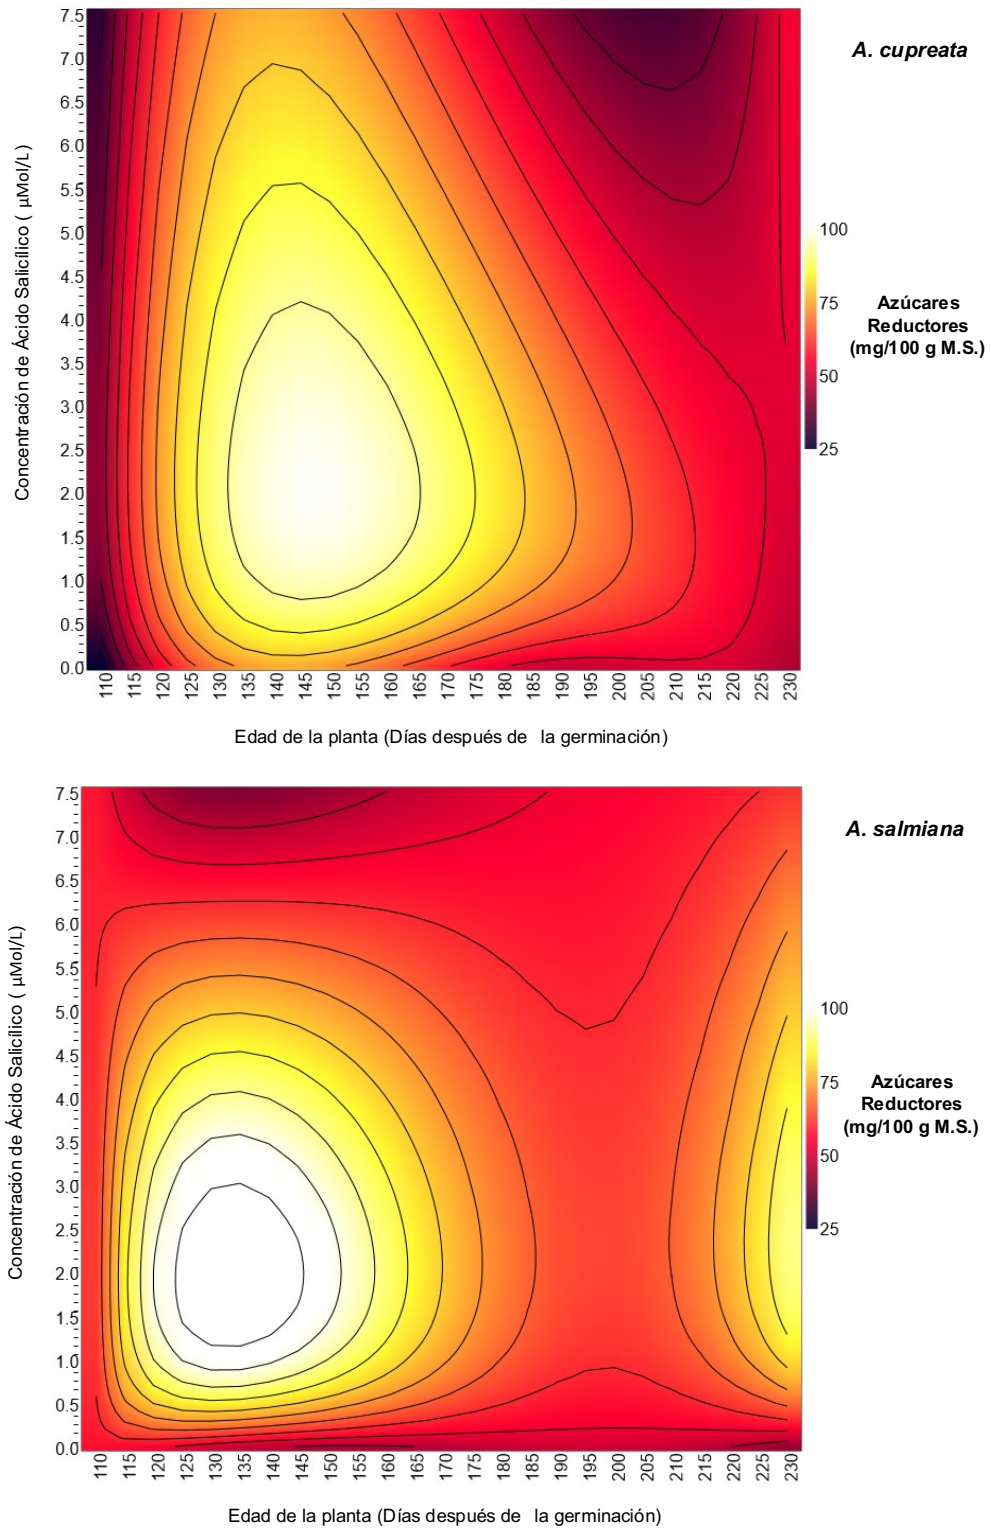 7.5
7.0
6.5
6.0
5.5
5.0
4.5
4.0
3.5
3.0
2.5
2.0
1.5
1.0
0.5
0.0
Concentración de Ácido Salicílico ( µMol/L)
110 115 120 125 130 135 140 145 150 155 160 165 170 175 180 185 190 195 200 205 210 215 220 225 230
Edad de la planta (Días después de la germinación)
A. cupreata
100
75
50
25
Azúcares
Reductores
(mg/100 g M.S.)
7.5
7.0
6.5
6.0
5.5
5.0
4.5
4.0
3.5
3.0
2.5
2.0
1.5
1.0
0.5
0.0
Concentración de Ácido Salicílico ( µMol/L)
110 115 120 125 130 135 140 145 150 155 160 165 170 175 180 185 190 195 200 205 210 215 220 225 230
Edad de la planta (Días después de la germinación)
A. salmiana
100
75
50
25
Azúcares
Reductores
(mg/100 g M.S.)